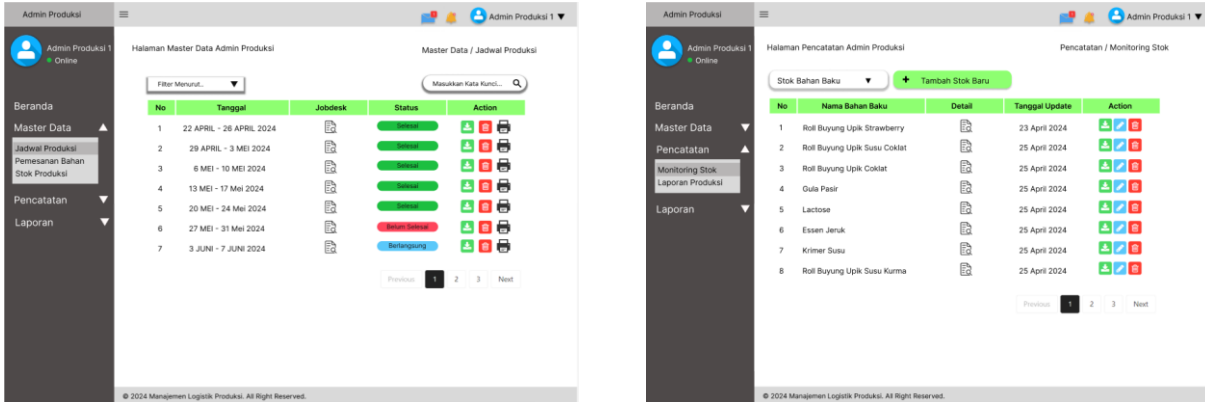 Admin Produksi
Admin Produksi 1 ▼
Admin Produksi 1
Online
Beranda
Master Data
Jadwal Produksi
Pemesanan Bahan
Stok Produksi
Pencatatan
Laporan
Halaman Master Data Admin Produksi
Master Data / Jadwal Produksi
Filter Menurut..
Masukkan Kata Kunci...
No Tanggal Jobdesk Status Action
1 22 APRIL - 26 APRIL 2024 Selesai
2 29 APRIL - 3 MEI 2024 Selesai
3 6 MEI - 10 MEI 2024 Selesai
4 13 MEI - 17 Mei 2024 Selesai
5 20 MEI - 24 Mei 2024 Selesai
6 27 MEI - 31 Mei 2024 Belum Selesai
7 3 JUNI - 7 JUNI 2024 Berlangsung
Previous 1 2 3 Next
© 2024 Manajemen Logistik Produksi. All Right Reserved.
Admin Produksi
Admin Produksi 1 ▼
Admin Produksi 1
Online
Beranda
Master Data
Pencatatan
Monitoring Stok
Laporan Produksi
Laporan
Halaman Pencatatan Admin Produksi
Pencatatan / Monitoring Stok
Stok Bahan Baku
+ Tambah Stok Baru
No Nama Bahan Baku Detail Tanggal Update Action
1 Roll Buyung Upik Strawberry 23 April 2024
2 Roll Buyung Upik Susu Coklat 25 April 2024
3 Roll Buyung Upik Coklat 25 April 2024
4 Gula Pasir 25 April 2024
5 Lactose 25 April 2024
6 Essen Jeruk 25 April 2024
7 Krimer Susu 25 April 2024
8 Roll Buyung Upik Susu Kurma 25 April 2024
Previous 1 2 3 Next
© 2024 Manajemen Logistik Produksi. All Right Reserved.